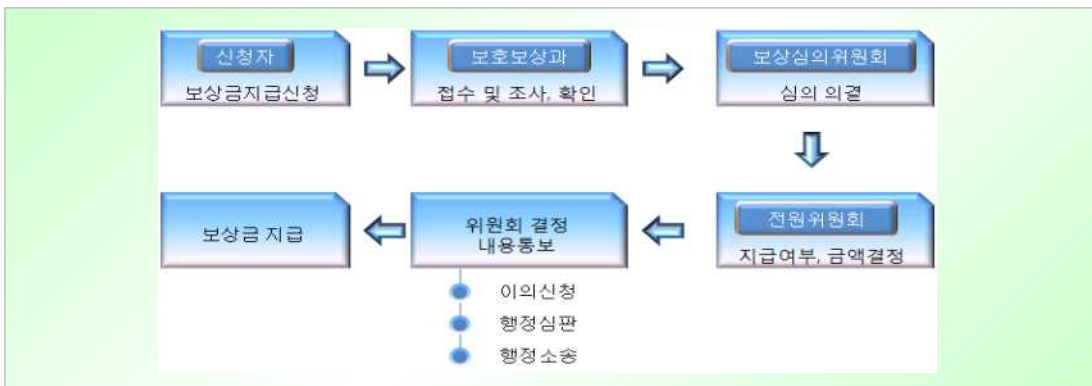 신청자
보상금지급신청
보호보상과
접수 및 조사, 확인
보상심의위원회
심의 의결
전원위원회
지급여부, 금액결정
위원회 결정
내용통보
이의신청
행정심판
행정소송
보상금 지급